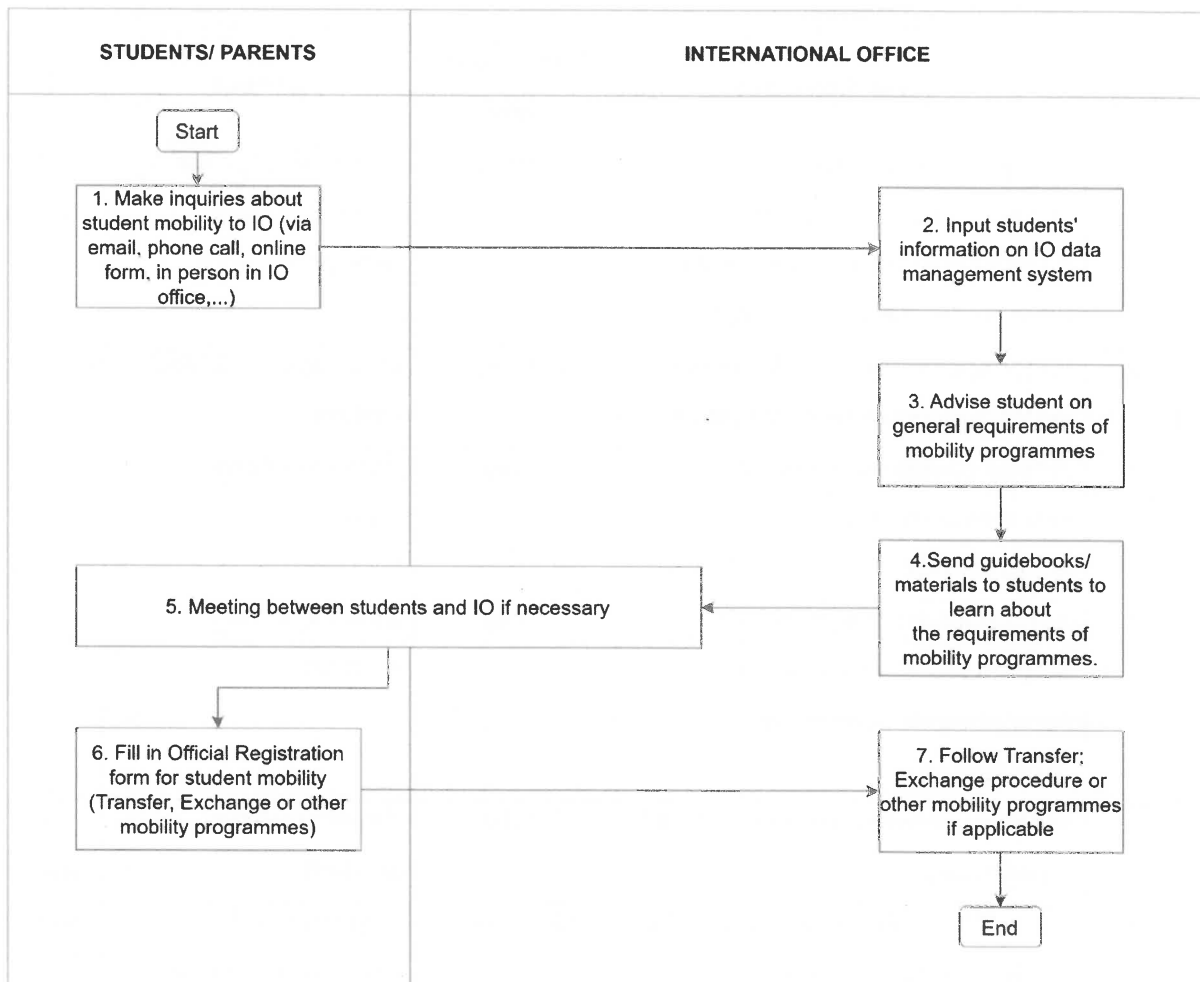 STUDENTS/ PARENTS
INTERNATIONAL OFFICE
Start
1. Make inquiries about
student mobility to IO (via
email, phone call, online
form, in person in IO
office,...)
2. Input students'
information on IO data
management system
3. Advise student on
general requirements of
mobility programmes
4.Send guidebooks/
materials to students to
learn about
the requirements of
mobility programmes.
5. Meeting between students and IO if necessary
6. Fill in Official Registration
form for student mobility
(Transfer, Exchange or other
mobility programmes)
7. Follow Transfer;
Exchange procedure or
other mobility programmes
if applicable
End